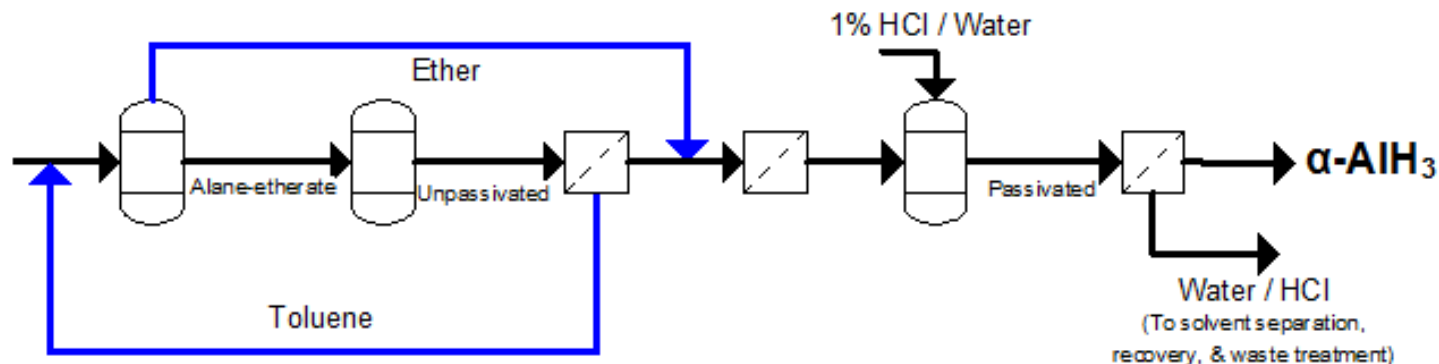 1% HCl / Water
Ether
Alane-etherate
Unpassivated
Passivated
α-AlH₃
Toluene
Water / HCl
(To solvent separation,
recovery, & waste treatment)